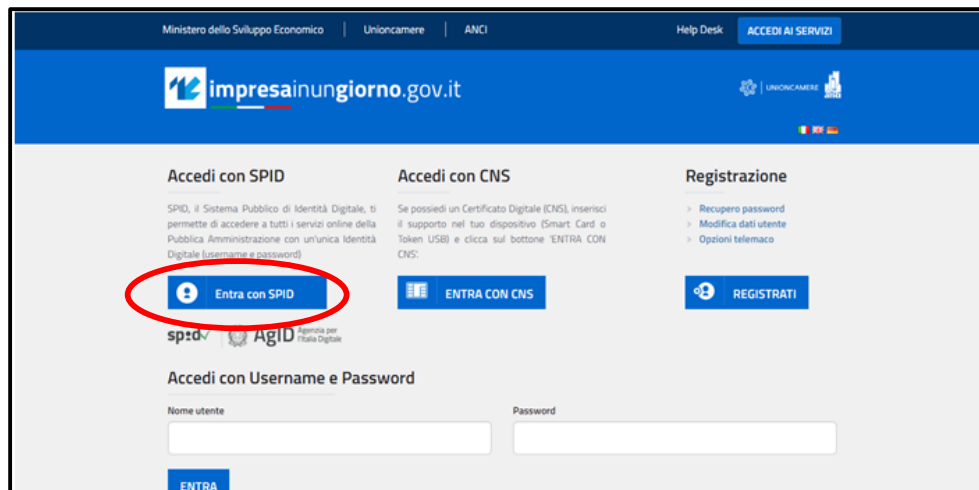 Ministero dello Sviluppo Economico | Unioncamere | ANCI Help Desk ACCEDI AI SERVIZI
impresainungiorno.gov.it UNIONCAMERE
Accedi con SPID
SPID, il Sistema Pubblico di Identità Digitale, ti
permette di accedere a tutti i servizi online della
Pubblica Amministrazione con un'unica Identità
Digitale (username e password)
Entra con SPID
spid AgID Agenzia per
l'Italia Digitale
Accedi con CNS
Se possiedi un Certificato Digitale (CNS), inserisci
il supporto nel tuo dispositivo (Smart Card o
Token USB) e clicca sul bottone 'ENTRA CON
CNS'.
ENTRA CON CNS
Registrazione
> Recupero password
> Modifica dati utente
> Opzioni telemaco
REGISTRATI
Accedi con Username e Password
Nome utente Password
ENTRA